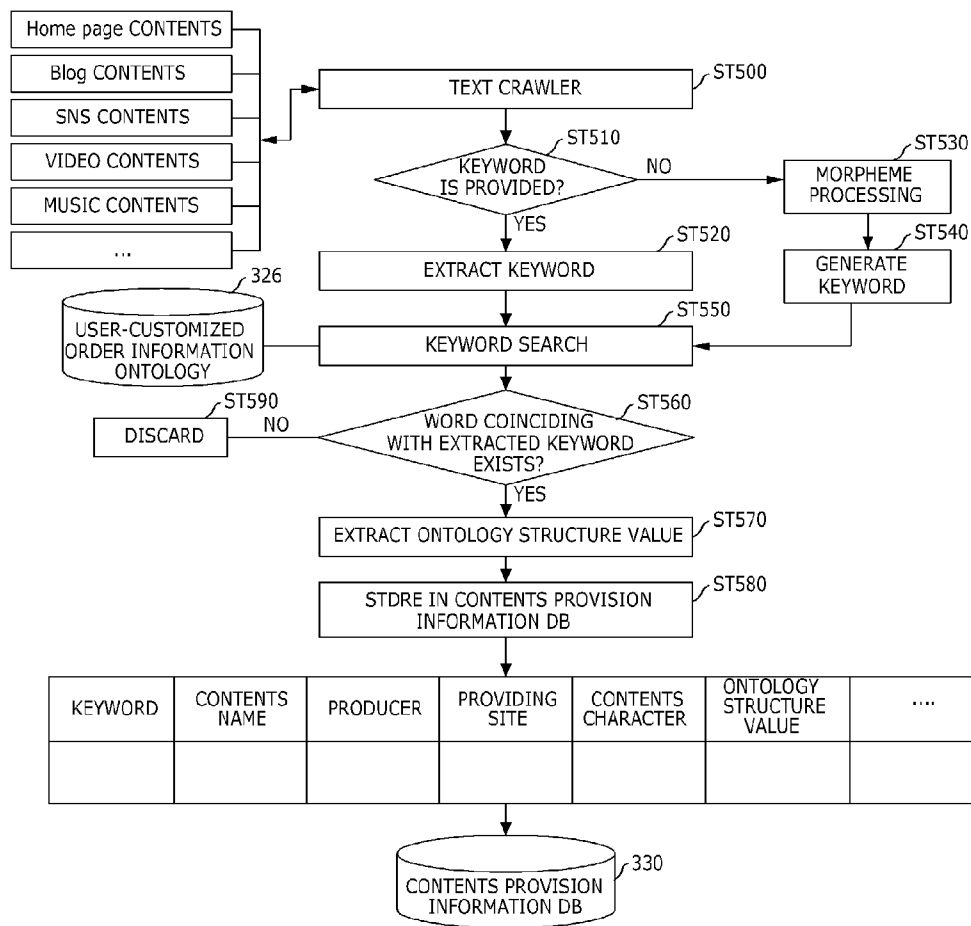 Home page CONTENTS
Blog CONTENTS
SNS CONTENTS
VIDEO CONTENTS
MUSIC CONTENTS
...
TEXT CRAWLER
ST500
KEYWORD
IS PROVIDED?
ST510
NO
YES
MORPHEME
PROCESSING
ST530
EXTRACT KEYWORD
ST520
GENERATE
KEYWORD
ST540
326
USER-CUSTOMIZED
ORDER INFORMATION
ONTOLOGY
KEYWORD SEARCH
ST550
WORD COINCIDING
WITH EXTRACTED KEYWORD
EXISTS?
ST560
NO
YES
DISCARD
ST590
EXTRACT ONTOLOGY STRUCTURE VALUE
ST570
STDRE IN CONTENTS PROVISION
INFORMATION DB
ST580
KEYWORD
CONTENTS
NAME
PRODUCER
PROVIDING
SITE
CONTENTS
CHARACTER
ONTOLOGY
STRUCTURE
VALUE
....
CONTENTS PROVISION
INFORMATION DB
330